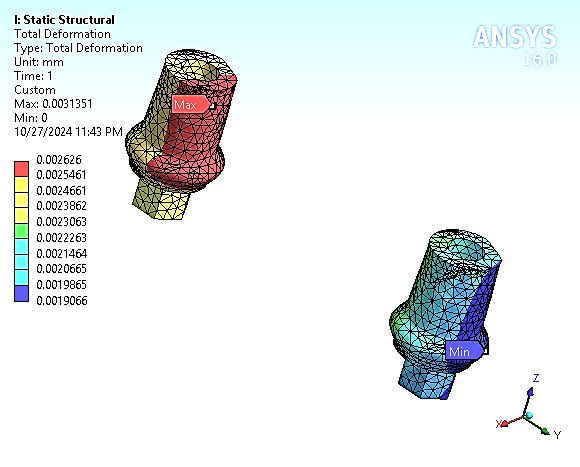 I: Static Structural
Total Deformation
Type: Total Deformation
Unit: mm
Time: 1
Custom
Max: 0.0031351
Min: 0
10/27/2024 11:43 PM
ANSYS
16.0
0.002626
0.0025461
0.0024661
0.0023862
0.0023063
0.0022263
0.0021464
0.0020665
0.0019865
0.0019066
Max
Min
Z
X
Y